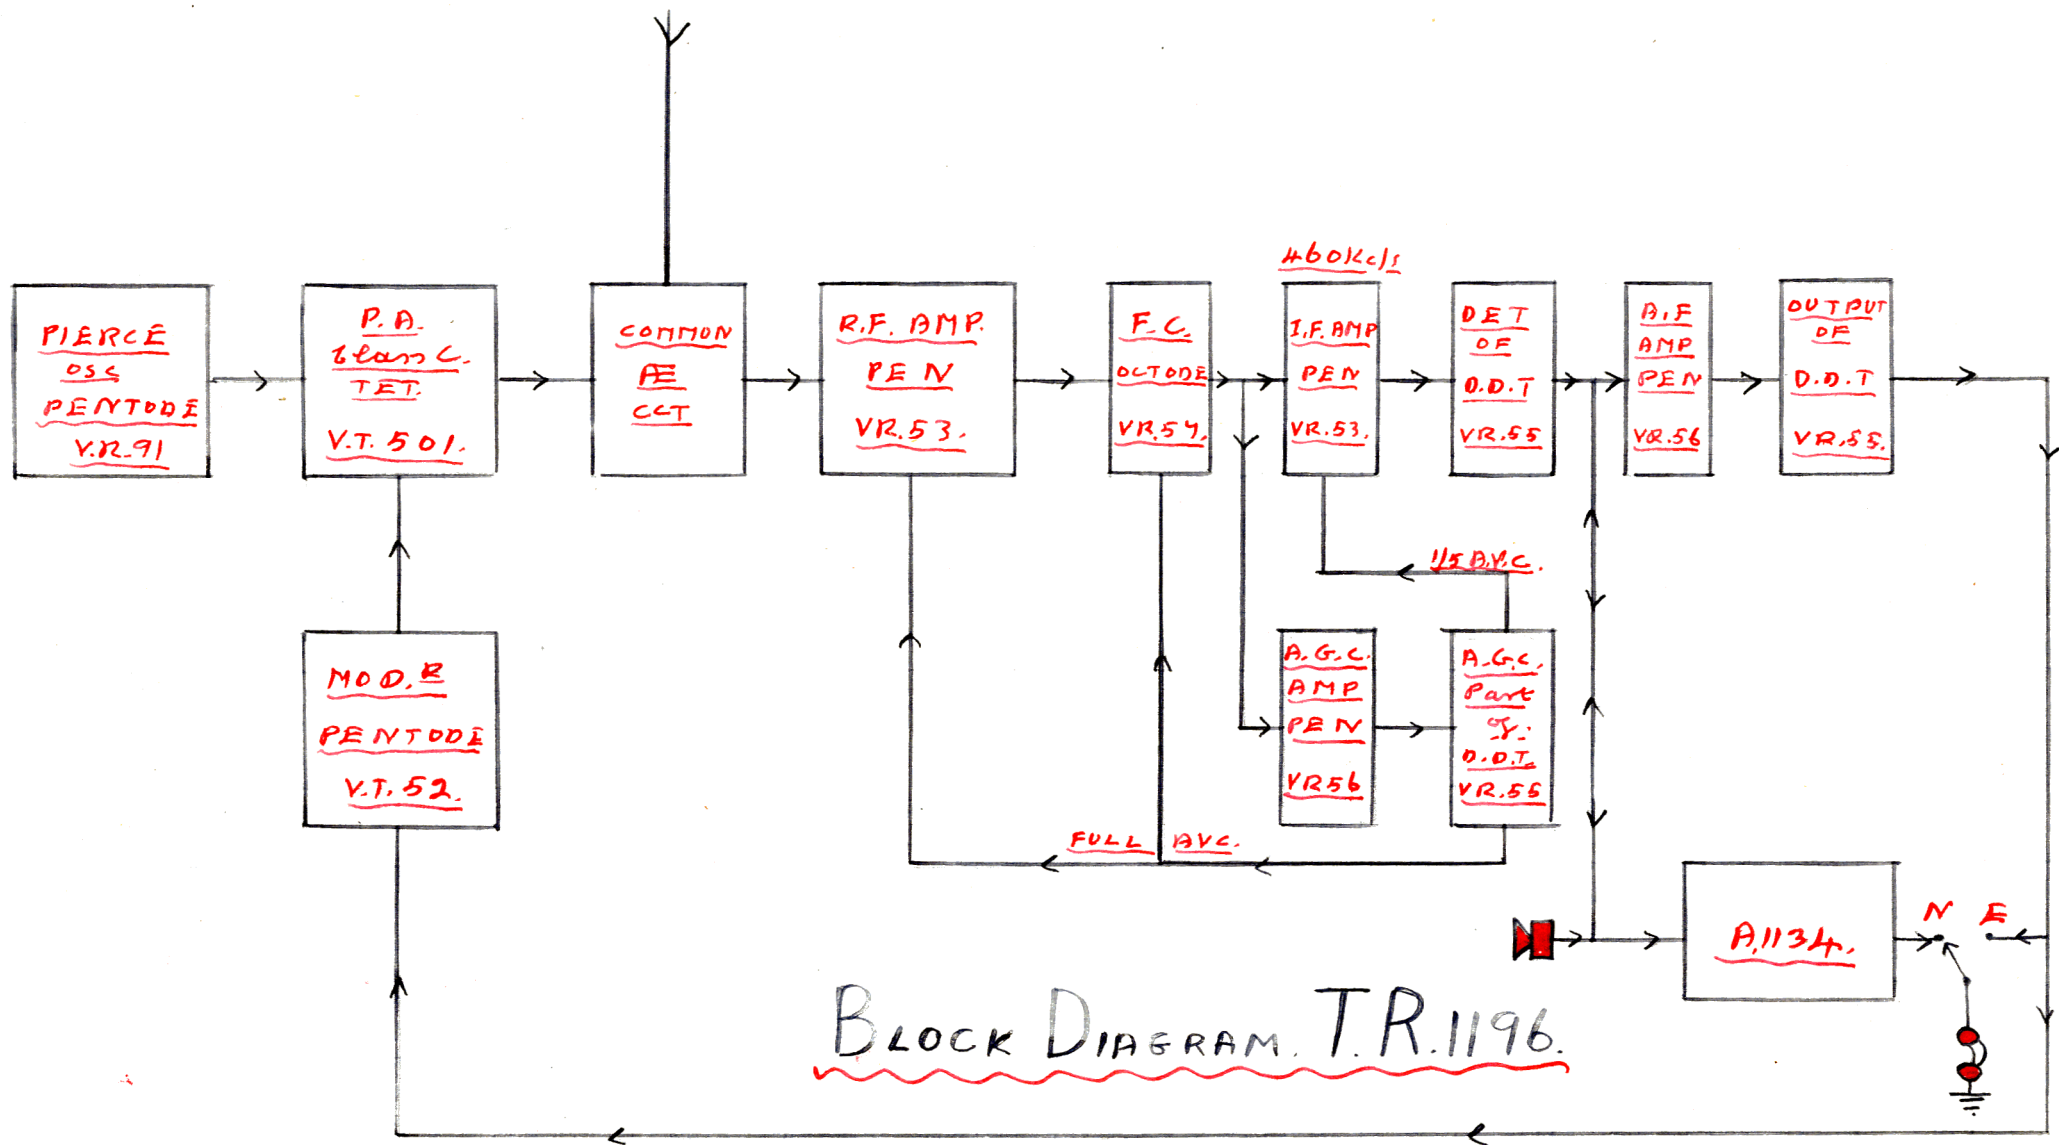 460Kc/s
PIERCE
OSC
PENTODE
V.R.91
P.A.
Class C.
TET.
V.T.501.
COMMON
Æ
CCT
R.F. AMP.
PEN
VR.53.
F.C.
OCTODE
VR.57.
I.F. AMP
PEN
VR.53.
DET
OF
D.D.T
VR.55
A.F
AMP
PEN
VR.56
OUTPUT
OF
D.D.T
VR.55.
1/5 A.V.C.
MOD.R
PENTODE
V.T.52.
A.G.C.
AMP
PEN
VR56
A.G.C.
Part
of
D.D.T.
VR.55
FULL AVC.
A.1134.
N E
BLOCK DIAGRAM. T.R.1196.